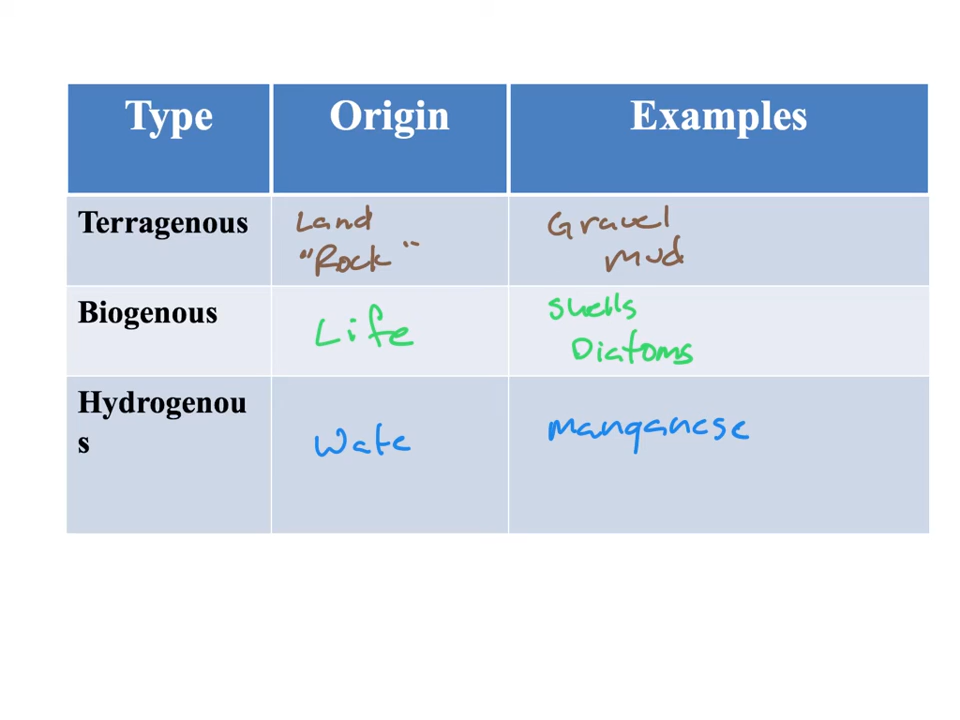 Type Origin Examples
Terragenous Land Gravel
"Rock" mud
Biogenous Life Shells
Diatoms
Hydrogenou
s Wate manganese